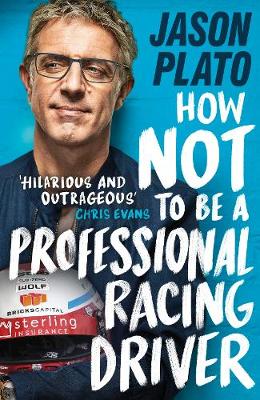 JASON
PLATO
HOW
NOT
TO BE A
PROFESSIONAL
RACING
DRIVER
'HILARIOUS AND
OUTRAGEOUS'
CHRIS EVANS
WOLF
BRICKSCAPITAL
sterling
INSURANCE